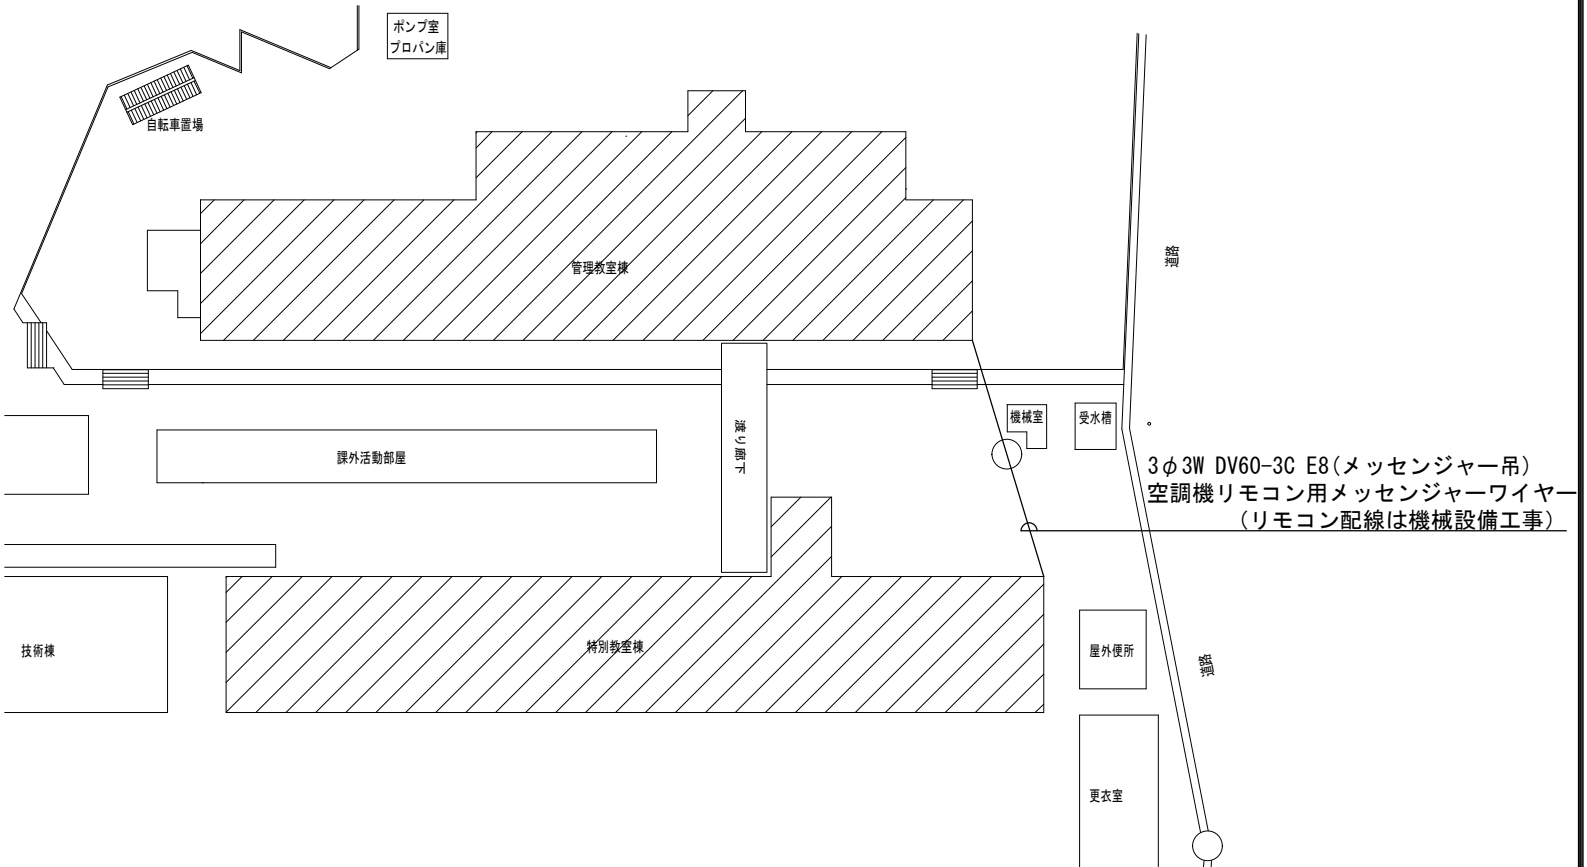 ポンプ室
プロパン庫
自転車置場
管理教室棟
道路
機械室
受水槽
渡り廊下
課外活動部屋
3φ3W DV60-3C E8(メッセンジャー吊)
空調機リモコン用メッセンジャーワイヤー
(リモコン配線は機械設備工事)
技術棟
特別教室棟
屋外便所
道路
更衣室